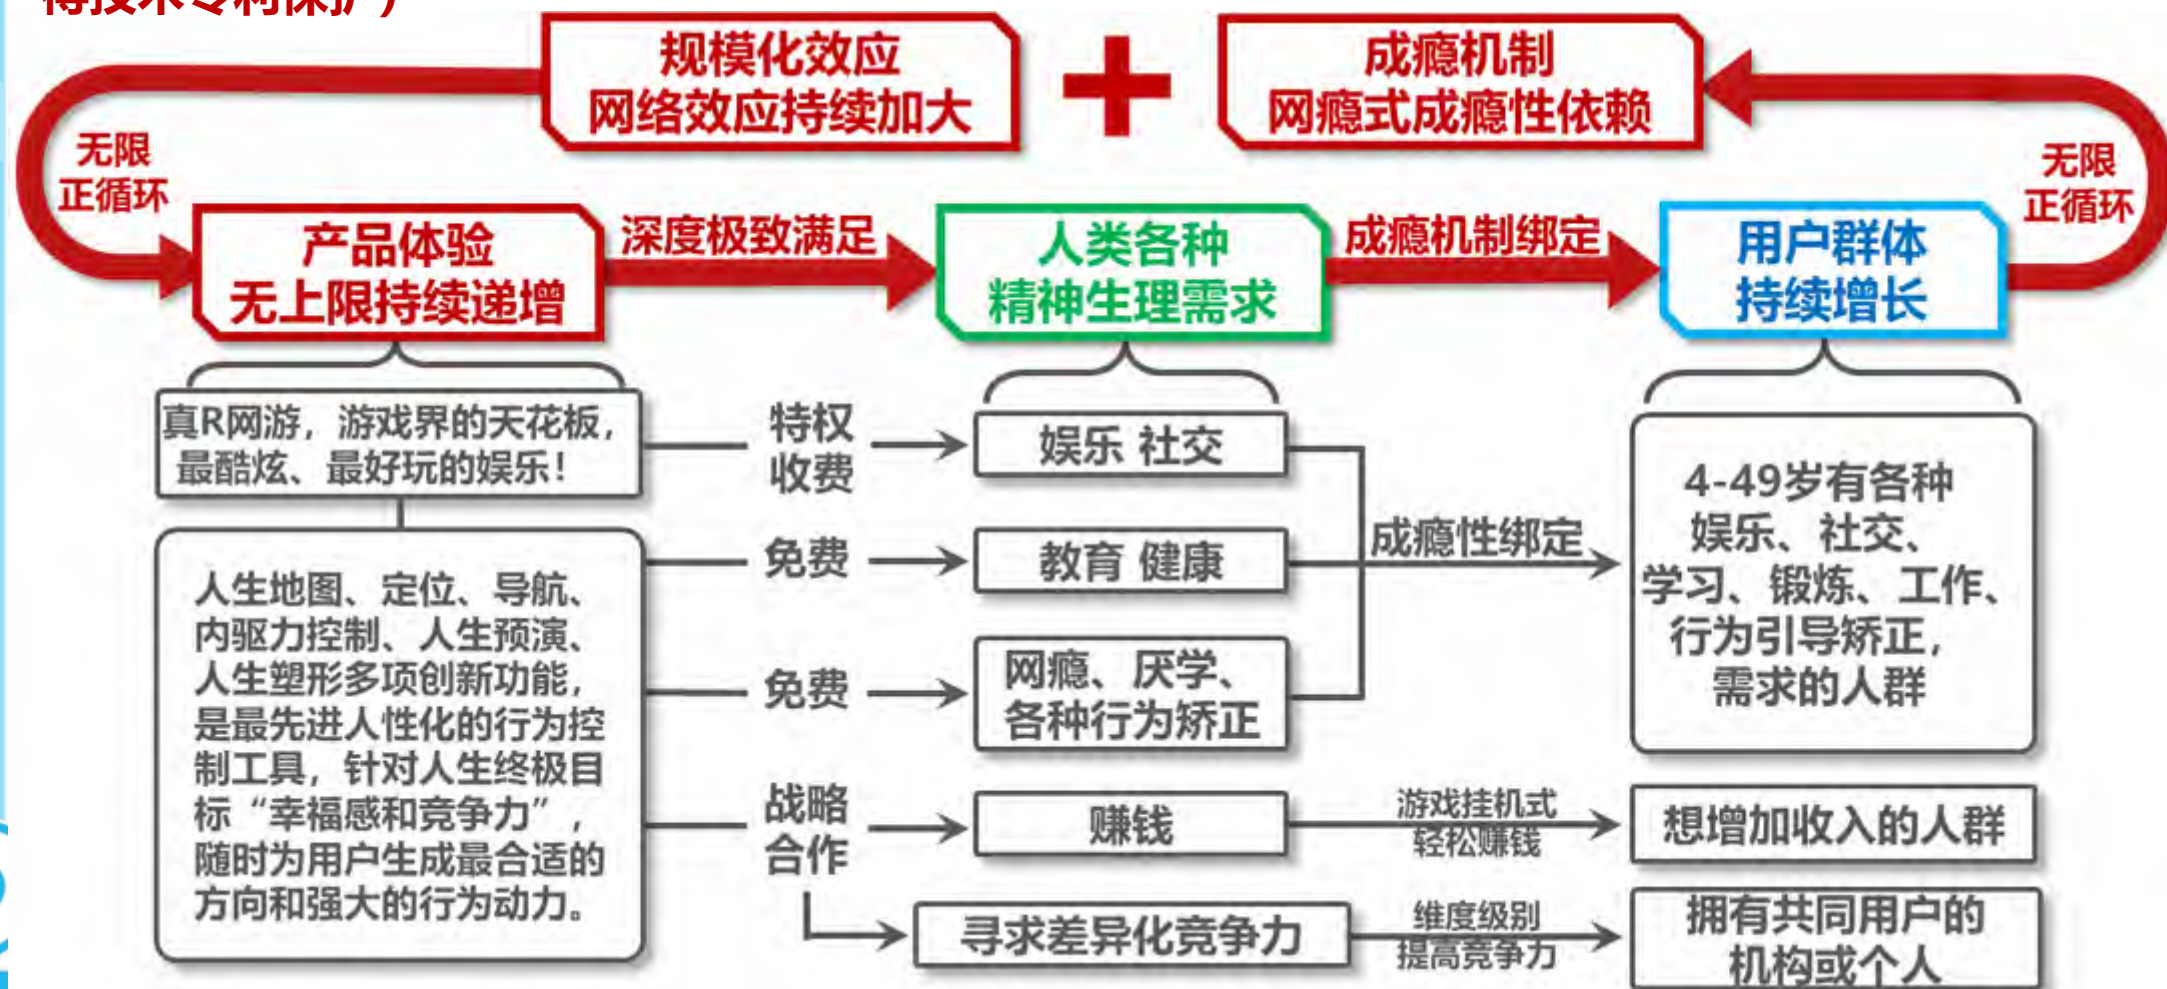 得技术专利保护)
规模化效应
网络效应持续加大
成瘾机制
网瘾式成瘾性依赖
无限
正循环
无限
正循环
产品体验
无上限持续递增
深度极致满足
人类各种
精神生理需求
成瘾机制绑定
用户群体
持续增长
真R网游，游戏界的天花板，
最酷炫、最好玩的娱乐！
特权
收费
娱乐 社交
人生地图、定位、导航、
内驱力控制、人生预演、
人生塑形多项创新功能，
是最先进人性化的行为控
制工具，针对人生终极目
标“幸福感和竞争力”，
随时为用户生成最合适的
方向和强大的行为动力。
免费
教育 健康
成瘾性绑定
免费
网瘾、厌学、
各种行为矫正
4-49岁有各种
娱乐、社交、
学习、锻炼、工作、
行为引导矫正，
需求的人群
战略
合作
赚钱
游戏挂机式
轻松赚钱
想增加收入的人群
寻求差异化竞争力
维度级别
提高竞争力
拥有共同用户的
机构或个人